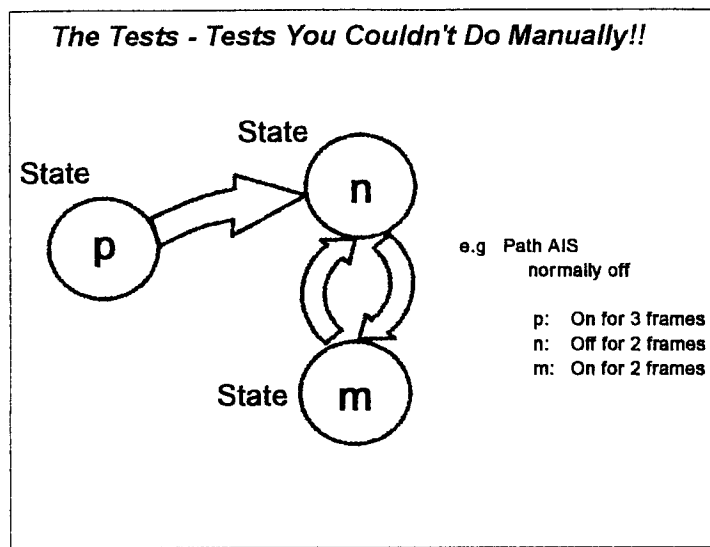 The Tests - Tests You Couldn't Do Manually!!
State
n
State
p
e.g Path AIS
normally off
p: On for 3 frames
n: Off for 2 frames
m: On for 2 frames
State
m